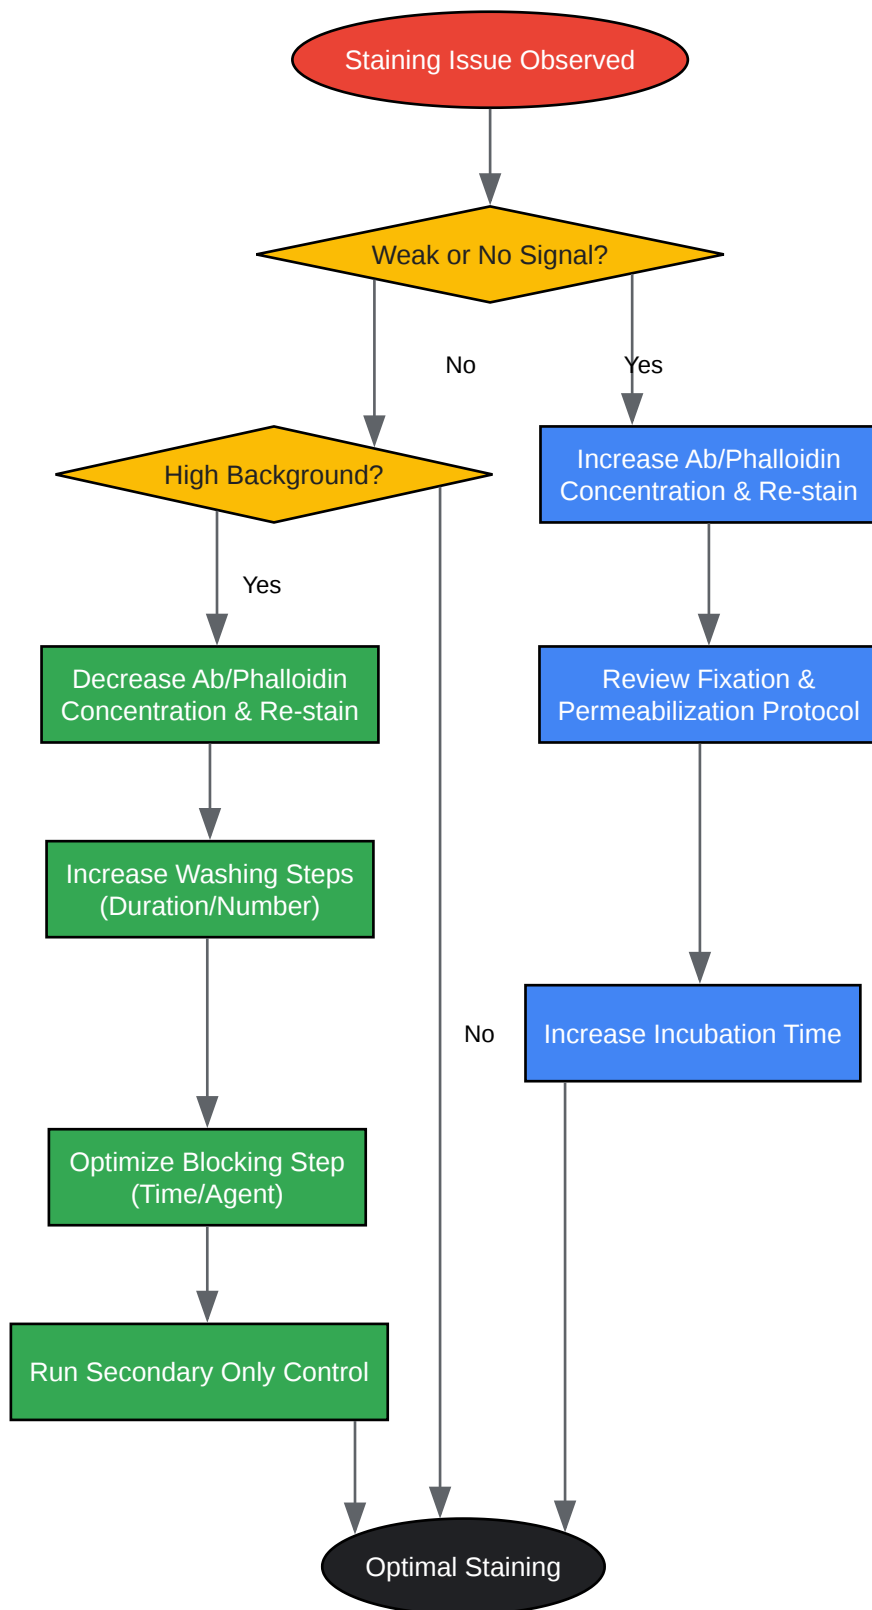 Staining Issue Observed
Weak or No Signal?
No
Yes
High Background?
Increase Ab/Phalloidin
Concentration & Re-stain
Yes
Decrease Ab/Phalloidin
Concentration & Re-stain
Review Fixation &
Permeabilization Protocol
Increase Washing Steps
(Duration/Number)
No
Increase Incubation Time
Optimize Blocking Step
(Time/Agent)
Run Secondary Only Control
Optimal Staining